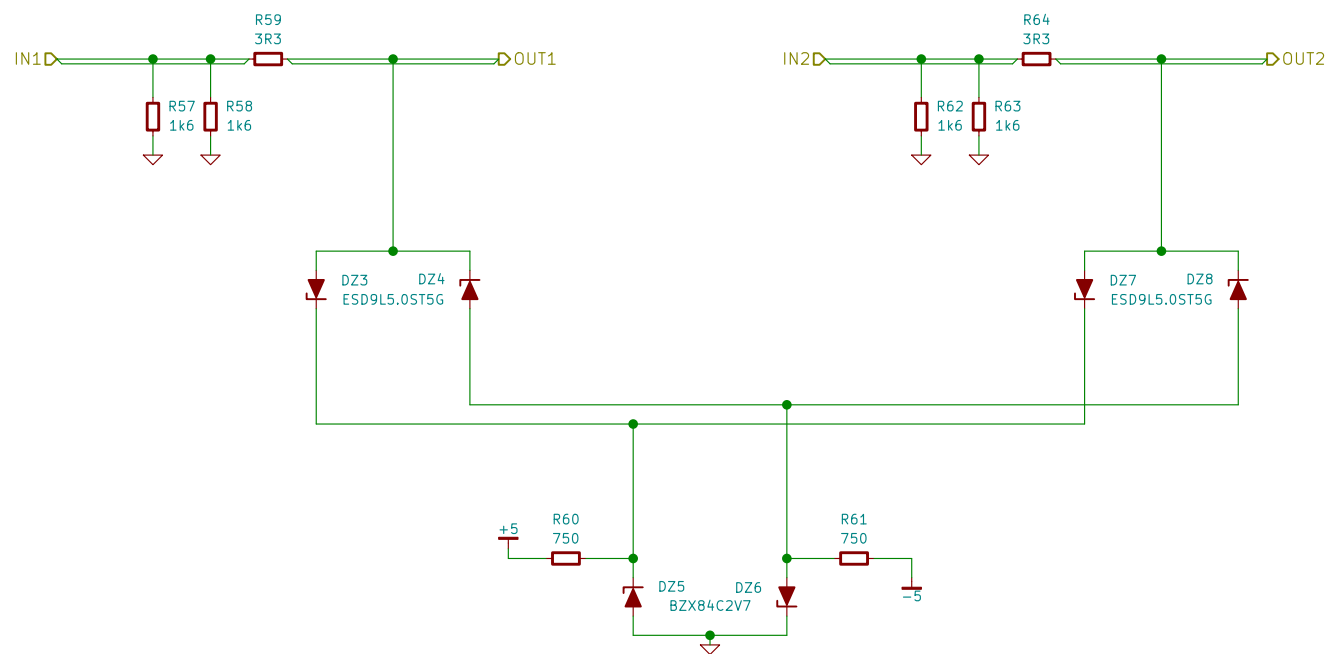 R59
3R3
R64
3R3
IN1
OUT1
IN2
OUT2
R57
1k6
R58
1k6
R62
1k6
R63
1k6
DZ3
DZ4
ESD9L5.0ST5G
DZ7
DZ8
ESD9L5.0ST5G
+5
R60
750
R61
750
DZ5
DZ6
BZX84C2V7
-5